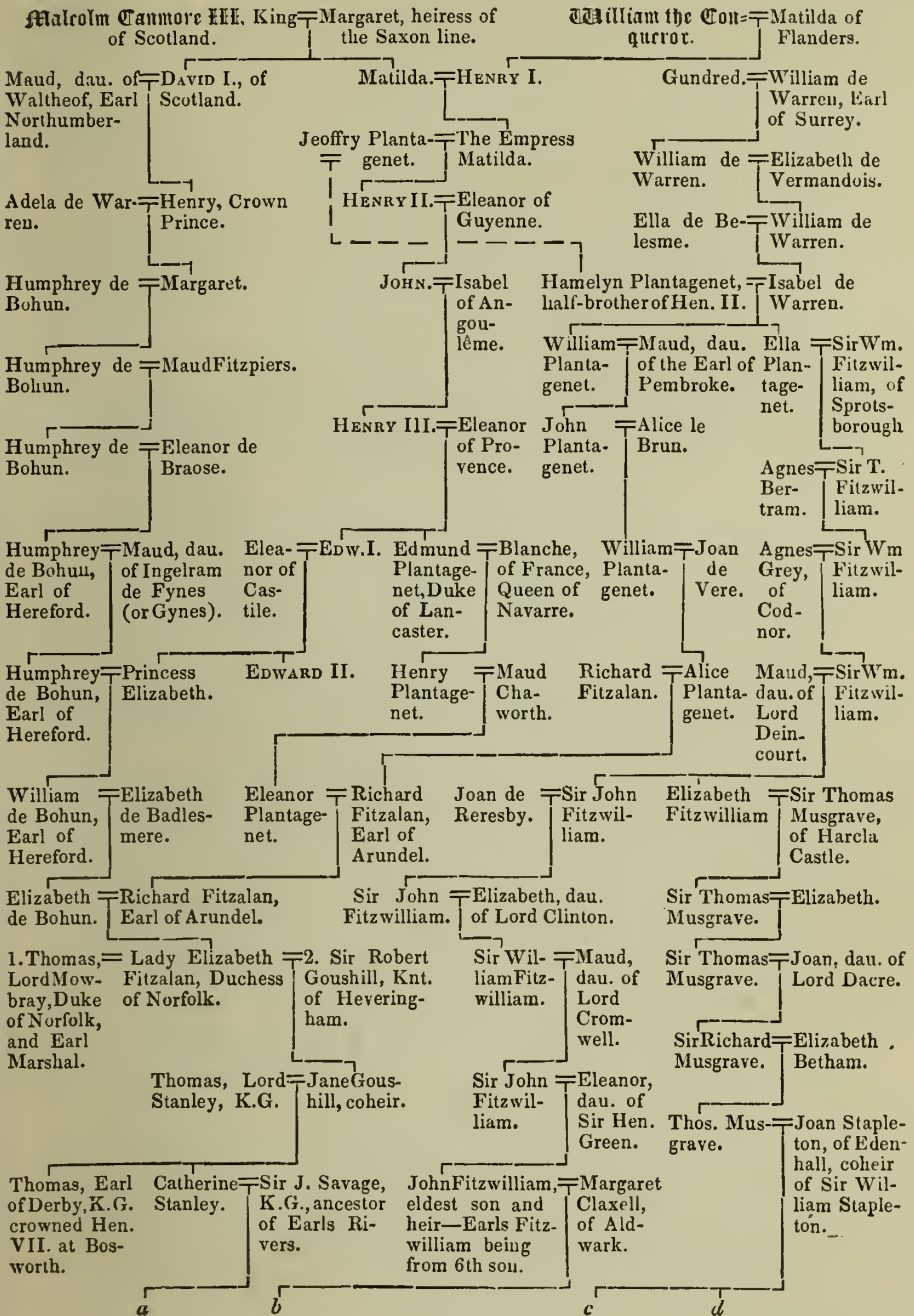 Malcolm Canmore III, King of Scotland.
Margaret, heiress of the Saxon line.
William the Conqueror.
Matilda of Flanders.
Maud, dau. of Waltheof, Earl Northumberland.
DAVID I., of Scotland.
Matilda.
HENRY I.
Gundred.
William de Warren, Earl of Surrey.
Jeoffry Plantagenet.
The Empress Matilda.
William de Warren.
Elizabeth de Vermandois.
Adela de Warren.
Henry, Crown Prince.
HENRY II.
Eleanor of Guyenne.
Ella de Belesme.
William de Warren.
Humphrey de Bohun.
Margaret.
JOHN.
Isabel of Angoulême.
Hamelyn Plantagenet, half-brother of Hen. II.
Isabel de Warren.
Humphrey de Bohun.
Maud Fitzpiers.
William Plantagenet.
Maud, dau. of the Earl of Pembroke.
Ella Plantagenet.
Sir Wm. Fitzwilliam, of Sprotsborough
Humphrey de Bohun.
Eleanor de Braose.
HENRY III.
Eleanor of Provence.
John Plantagenet.
Alice le Brun.
Agnes Bertram.
Sir T. Fitzwilliam.
Humphrey de Bohun, Earl of Hereford.
Maud, dau. of Ingelram de Fynes (or Gynes).
Eleanor of Castile.
EDW. I.
Edmund Plantagenet, Duke of Lancaster.
Blanche, of France, Queen of Navarre.
William Plantagenet.
Joan de Vere.
Agnes Grey, of Codnor.
Sir Wm Fitzwilliam.
Humphrey de Bohun, Earl of Hereford.
Princess Elizabeth.
EDWARD II.
Henry Plantagenet.
Maud Chaworth.
Richard Fitzalan.
Alice Plantagenet.
Maud, dau. of Lord Deincourt.
Sir Wm. Fitzwilliam.
William de Bohun, Earl of Hereford.
Elizabeth de Badlesmere.
Eleanor Plantagenet.
Richard Fitzalan, Earl of Arundel.
Joan de Reresby.
Sir John Fitzwilliam.
Elizabeth Fitzwilliam
Sir Thomas Musgrave, of Harcla Castle.
Elizabeth de Bohun.
Richard Fitzalan, Earl of Arundel.
Sir John Fitzwilliam.
Elizabeth, dau. of Lord Clinton.
Sir Thomas Musgrave.
Elizabeth.
1. Thomas, Lord Mowbray, Duke of Norfolk, and Earl Marshal.
Lady Elizabeth Fitzalan, Duchess of Norfolk.
2. Sir Robert Goushill, Knt. of Heveringham.
Sir William Fitzwilliam.
Maud, dau. of Lord Cromwell.
Sir Thomas Musgrave.
Joan, dau. of Lord Dacre.
Sir Richard Musgrave.
Elizabeth Betham.
Thomas, Lord Stanley, K.G.
Jane Goushill, coheir.
Sir John Fitzwilliam.
Eleanor, dau. of Sir Hen. Green.
Thos. Musgrave.
Joan Stapleton, of Edenhall, coheir of Sir William Stapleton.
Thomas, Earl of Derby, K.G. crowned Hen. VII. at Bosworth.
Catherine Stanley.
Sir J. Savage, K.G., ancestor of Earls Rivers.
John Fitzwilliam, eldest son and heir—Earls Fitzwilliam being from 6th son.
Margaret Claxell, of Aldwark.
a b c d